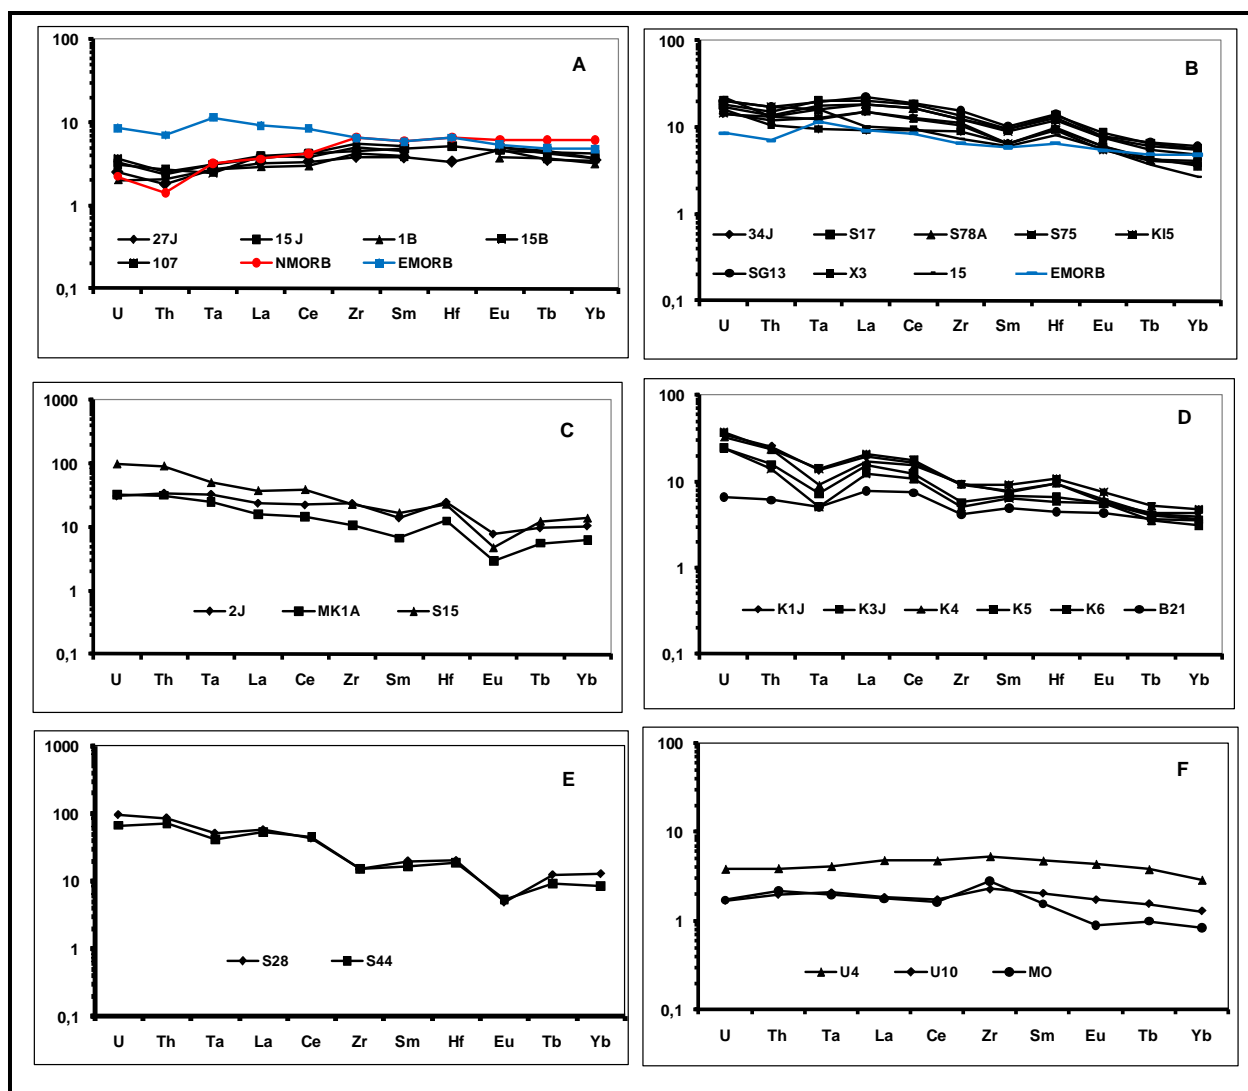 100
A
10
1
0,1
U Th Ta La Ce Zr Sm Hf Eu Tb Yb
27J 15 J 1B 15B
107 NMORB EMORB
100
B
10
1
0,1
U Th Ta La Ce Zr Sm Hf Eu Tb Yb
34J S17 S78A S75 KI5
SG13 X3 15 EMORB
1000
C
100
10
1
0,1
U Th Ta La Ce Zr Sm Hf Eu Tb Yb
2J MK1A S15
100
D
10
1
0,1
U Th Ta La Ce Zr Sm Hf Eu Tb Yb
K1J K3J K4 K5 K6 B21
1000
E
100
10
1
0,1
U Th Ta La Ce Zr Sm Hf Eu Tb Yb
S28 S44
100
F
10
1
0,1
U Th Ta La Ce Zr Sm Eu Tb Yb
U4 U10 MO